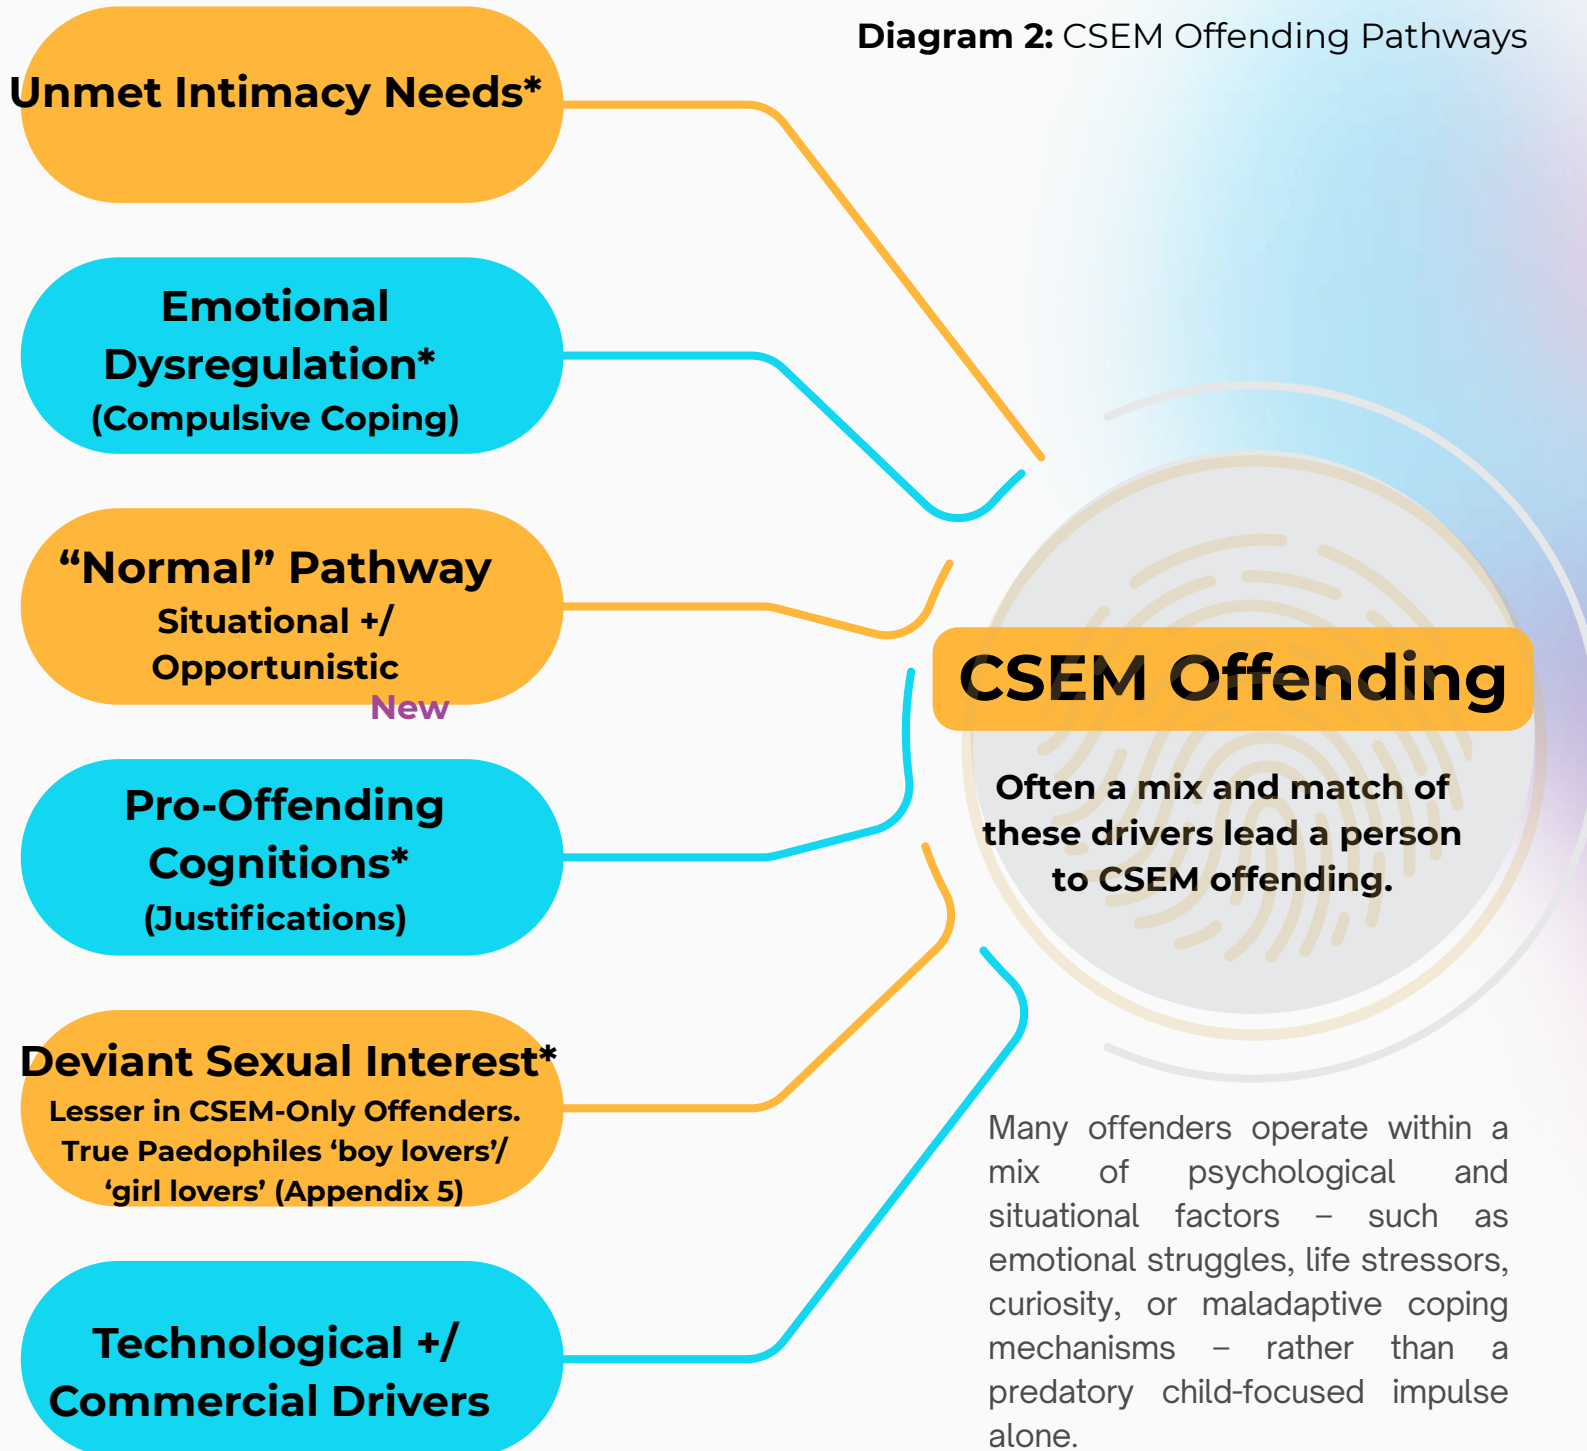 Diagram 2: CSEM Offending Pathways
Unmet Intimacy Needs*
Emotional
Dysregulation*
(Compulsive Coping)
“Normal” Pathway
Situational +/
Opportunistic
New
Pro-Offending
Cognitions*
(Justifications)
Deviant Sexual Interest*
Lesser in CSEM-Only Offenders.
True Paedophiles ‘boy lovers’/
‘girl lovers’ (Appendix 5)
Technological +/
Commercial Drivers
CSEM Offending
Often a mix and match of
these drivers lead a person
to CSEM offending.
Many offenders operate within a
mix of psychological and
situational factors – such as
emotional struggles, life stressors,
curiosity, or maladaptive coping
mechanisms – rather than a
predatory child-focused impulse
alone.